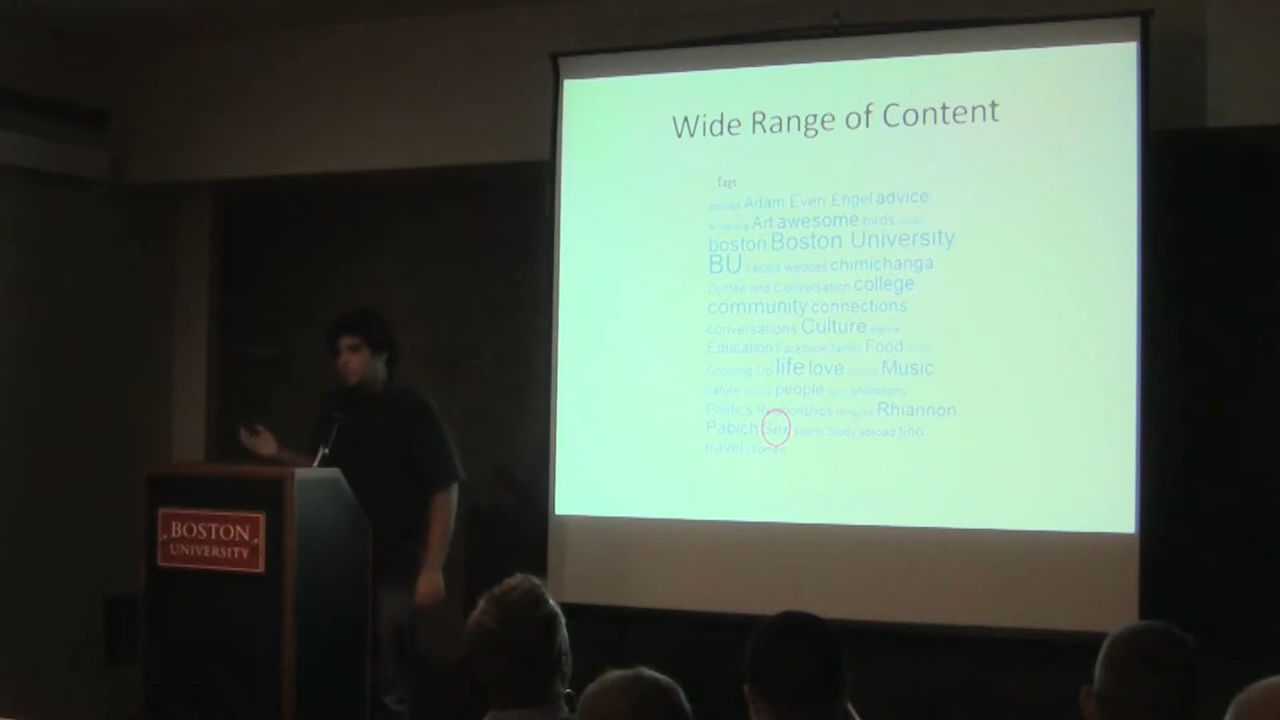 Wide Range of Content
Tags
Adam Even Engel advice
Art awesome birds
boston Boston University
BU chimichanga
Coffee and Conversation college
community connections
conversations Culture
Education Facebook family Food
Growing Up life love Music
nature people philosophy
Politics Relationships religion Rhiannon
Pabich Sex Sports Study abroad
travel women
BOSTON
UNIVERSITY